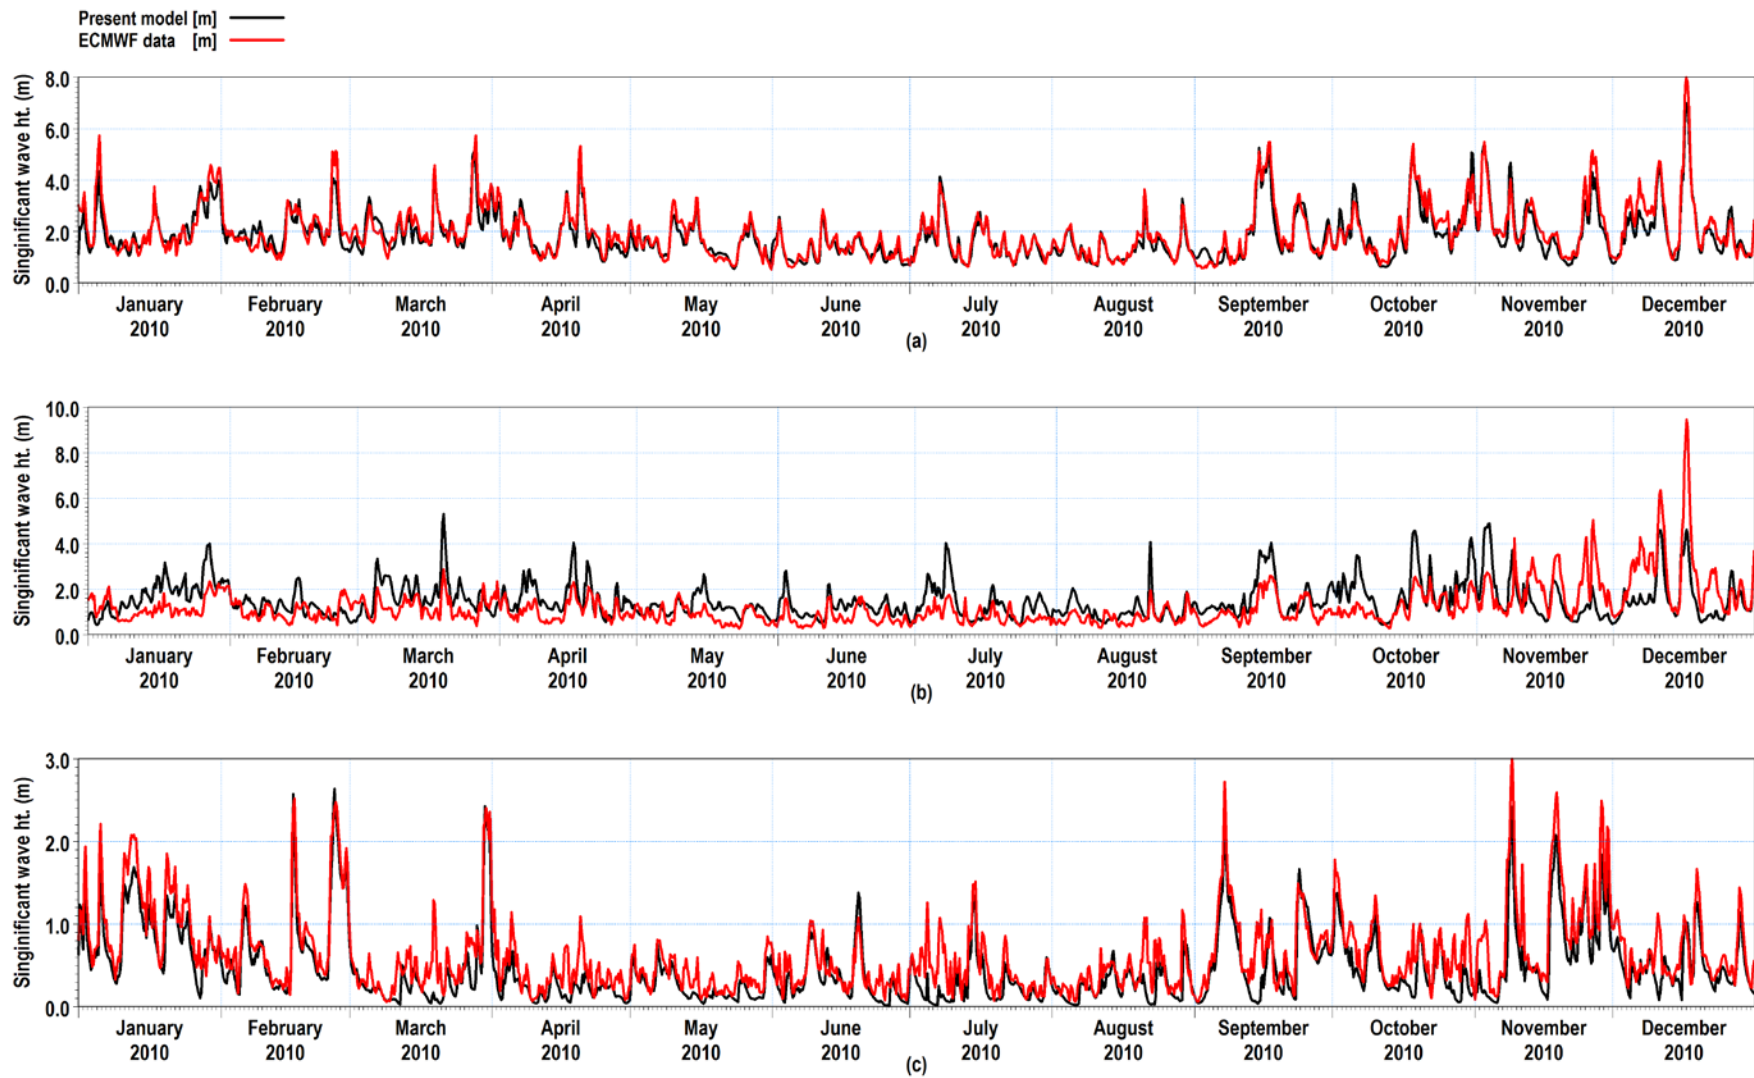 Present model [m]
ECMWF data [m]
Singinificant wave ht. (m)
8.0
6.0
4.0
2.0
0.0
January February March April May June July August September October November December
2010 2010 2010 2010 2010 2010 2010 2010 2010 2010 2010 2010
(a)
Singinificant wave ht. (m)
10.0
8.0
6.0
4.0
2.0
0.0
January February March April May June July August September October November December
2010 2010 2010 2010 2010 2010 2010 2010 2010 2010 2010 2010
(b)
Singinificant wave ht. (m)
3.0
2.0
1.0
0.0
January February March April May June July August September October November December
2010 2010 2010 2010 2010 2010 2010 2010 2010 2010 2010 2010
(c)